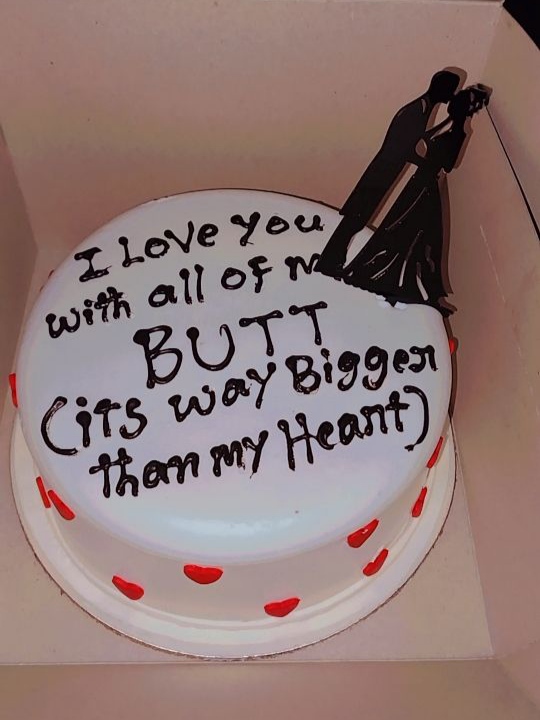 I Love you
with all of M
BUTT
(iTS way Bigger
than my Heart)